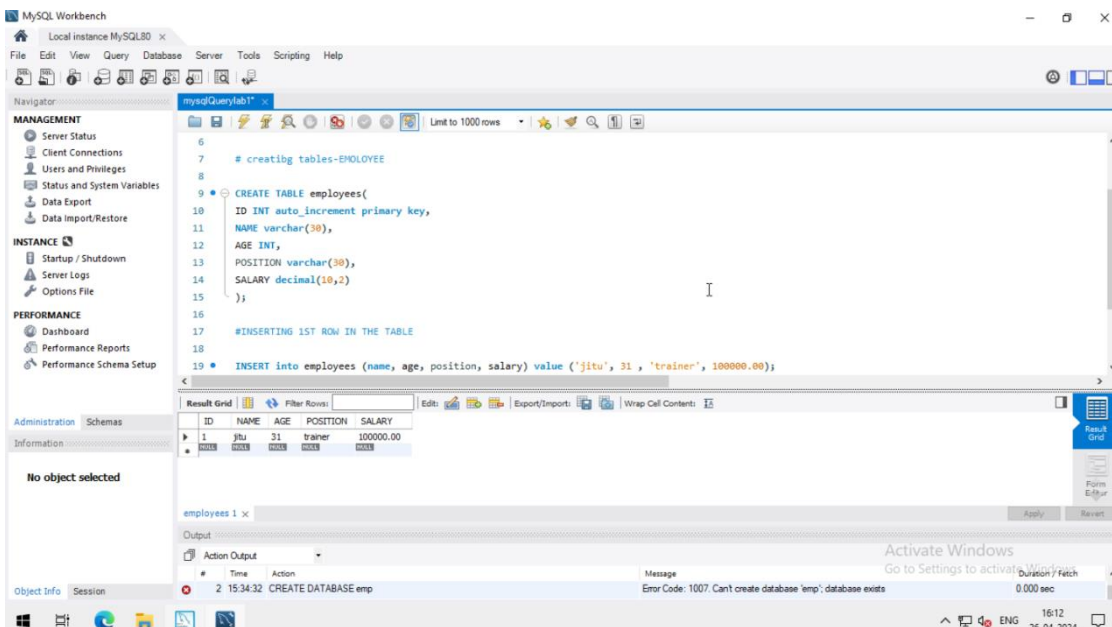 MySQL Workbench
Local instance MySQL80 ×
File Edit View Query Database Server Tools Scripting Help
Navigator
mysqlQuerylab1* ×
MANAGEMENT
Server Status
Client Connections
Users and Privileges
Status and System Variables
Data Export
Data Import/Restore
INSTANCE
Startup / Shutdown
Server Logs
Options File
PERFORMANCE
Dashboard
Performance Reports
Performance Schema Setup
Administration Schemas
Information
No object selected
Object Info Session
Limit to 1000 rows
6
7 # creatibg tables-EMOLOYEE
8
9 CREATE TABLE employees(
10 ID INT auto_increment primary key,
11 NAME varchar(30),
12 AGE INT,
13 POSITION varchar(30),
14 SALARY decimal(10,2)
15 );
16
17 #INSERTING 1ST ROW IN THE TABLE
18
19 INSERT into employees (name, age, position, salary) value ('jitu', 31 , 'trainer', 100000.00);
Result Grid Filter Rows: Edit: Export/Import: Wrap Cell Content:
ID NAME AGE POSITION SALARY
1 jitu 31 trainer 100000.00
NULL NULL NULL NULL NULL
Result Grid
Form Editor
employees 1 ×
Apply Revert
Output
Action Output
Activate Windows
Go to Settings to activate Windows.
# Time Action Message Duration / Fetch
2 15:34:32 CREATE DATABASE emp Error Code: 1007. Can't create database 'emp'; database exists 0.000 sec
ENG
16:12
26-04-2024